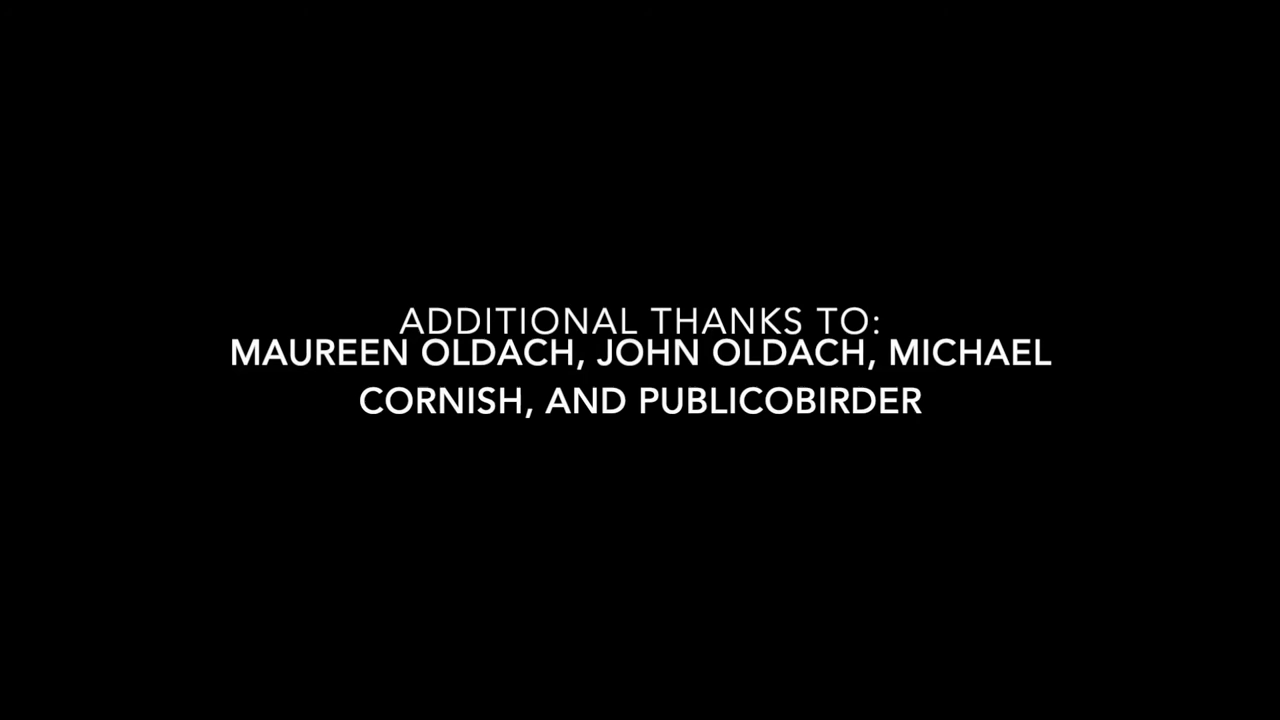 ADDITIONAL THANKS TO:
MAUREEN OLDACH, JOHN OLDACH, MICHAEL
CORNISH, AND PUBLICOBIRDER